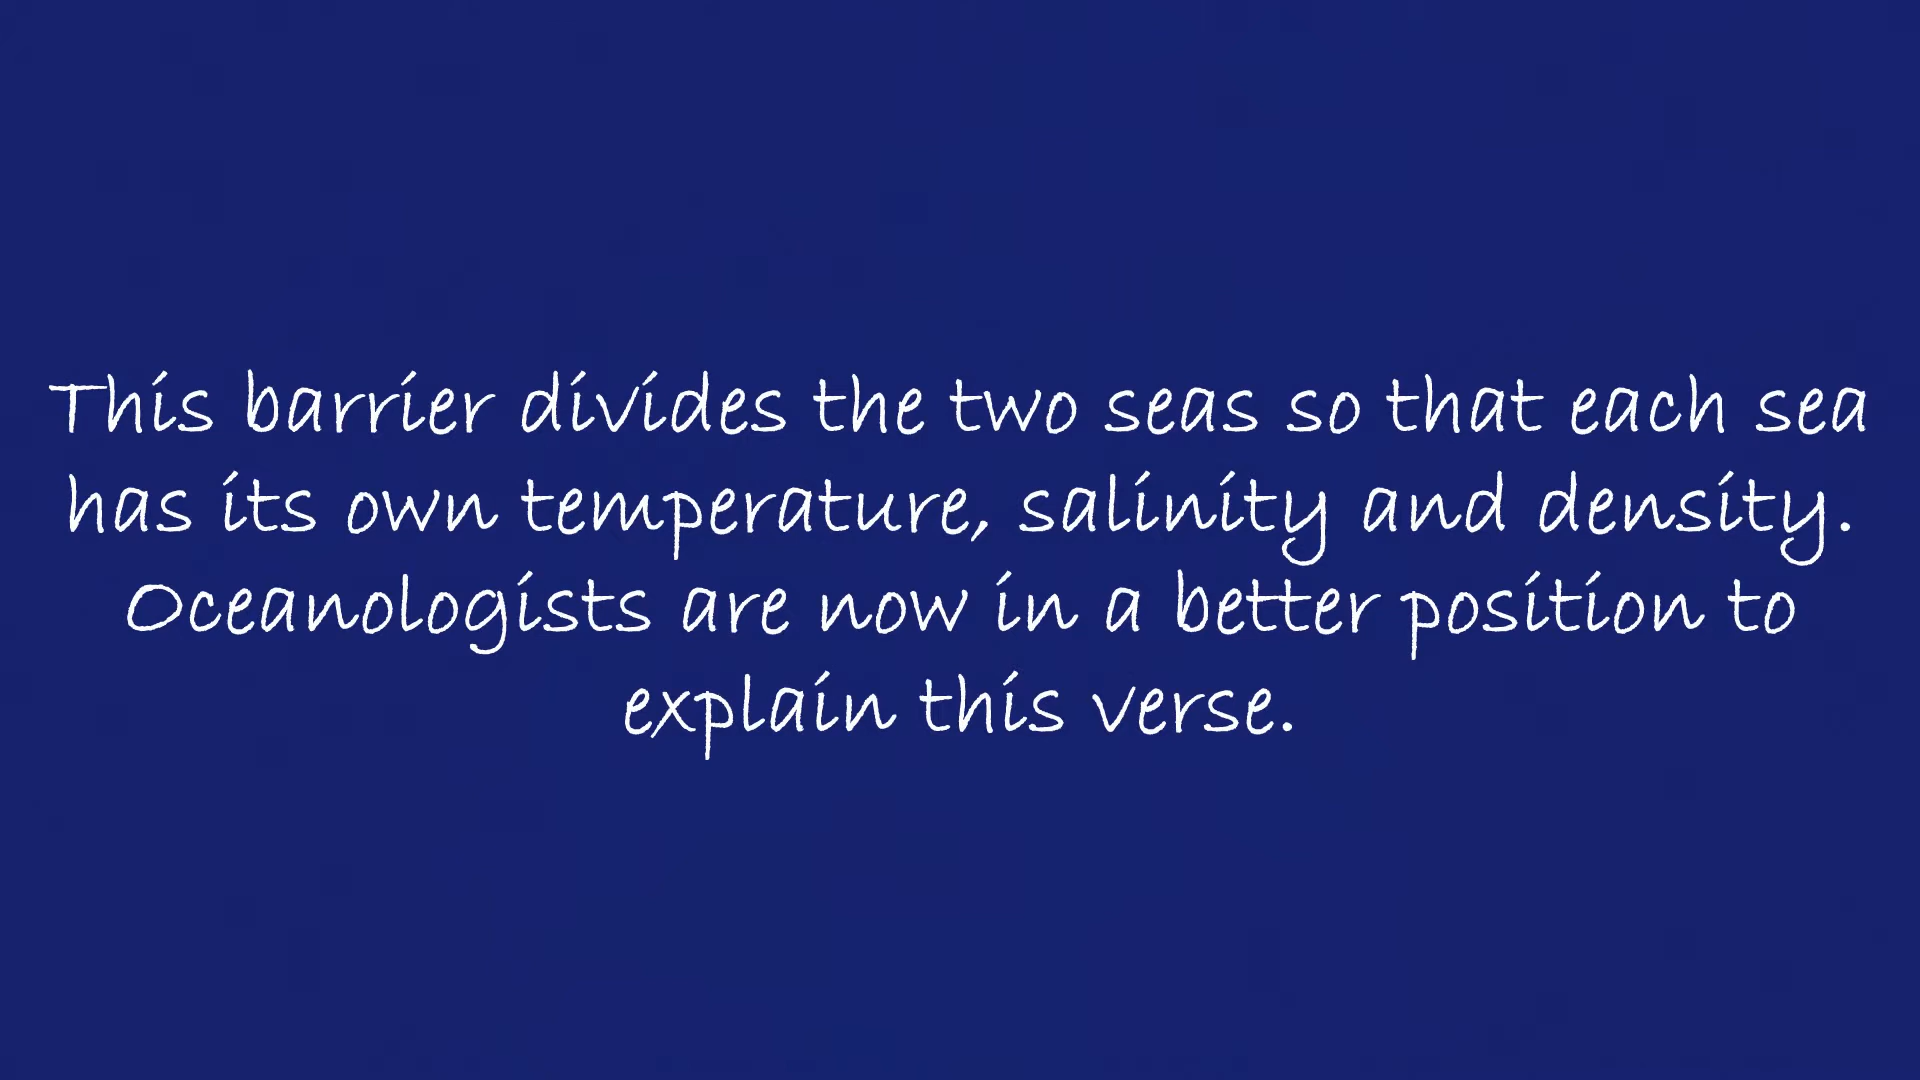 This barrier divides the two seas so that each sea
has its own temperature, salinity and density.
Oceanologists are now in a better position to
explain this verse.